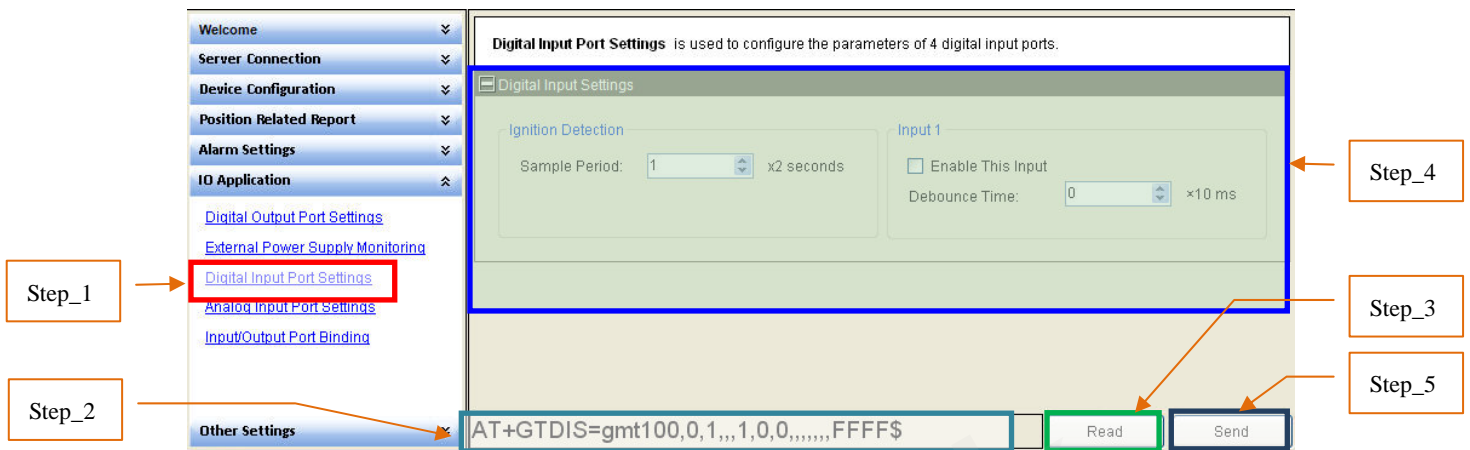 Welcome
Server Connection
Device Configuration
Position Related Report
Alarm Settings
IO Application
Digital Output Port Settings
External Power Supply Monitoring
Digital Input Port Settings
Analog Input Port Settings
Input/Output Port Binding
Other Settings
Digital Input Port Settings is used to configure the parameters of 4 digital input ports.
Digital Input Settings
Ignition Detection
Sample Period: 1 x2 seconds
Input 1
Enable This Input
Debounce Time: 0 ×10 ms
AT+GTDIS=gmt100,0,1,,,1,0,0,,,,,,,FFFF$
Read
Send
Step_1
Step_2
Step_4
Step_3
Step_5